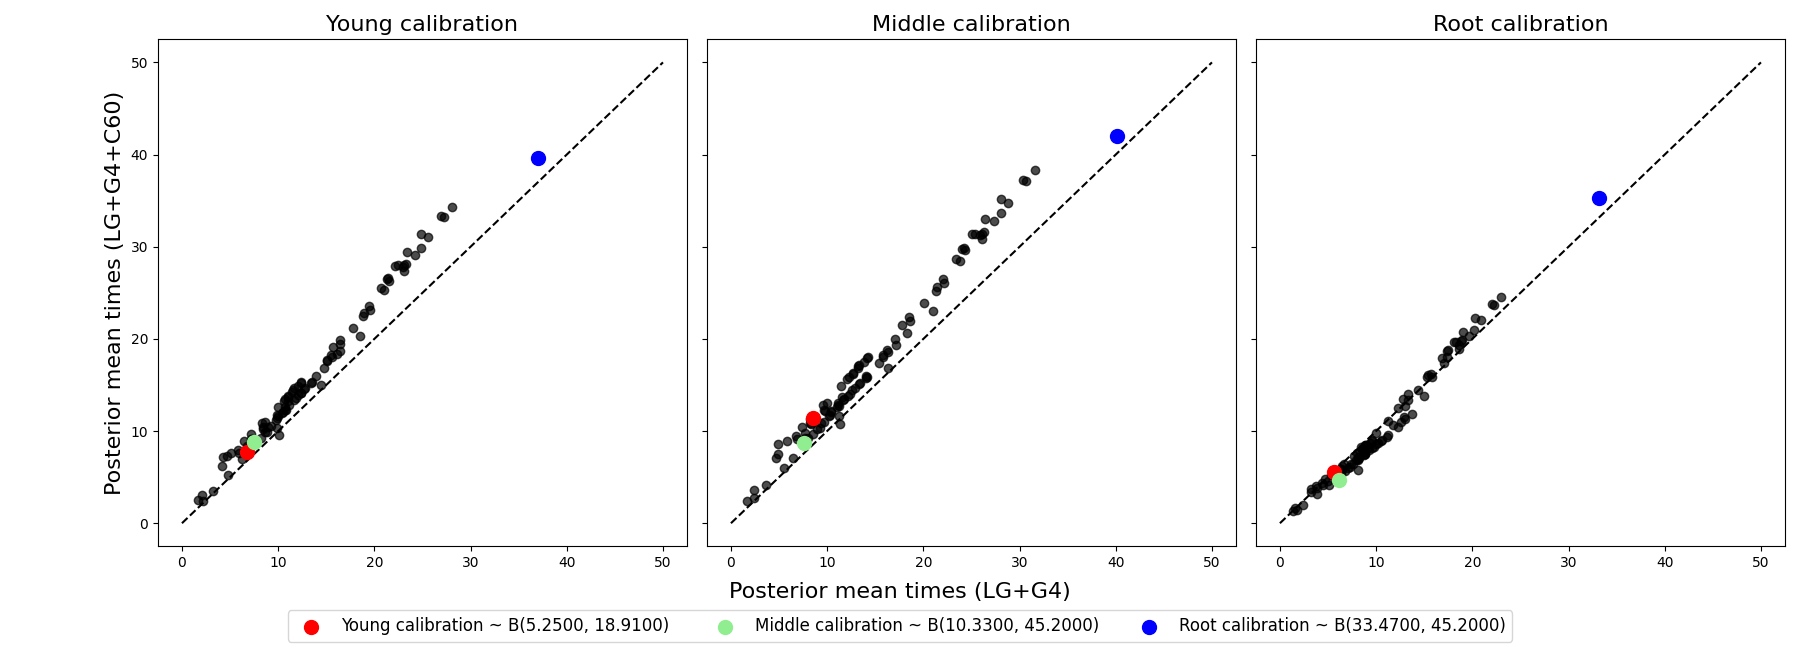 Young calibration
Middle calibration
Root calibration
Posterior mean times (LG+G4+C60)
50
40
30
20
10
0
0 10 20 30 40 50
0 10 20 30 40 50
0 10 20 30 40 50
Posterior mean times (LG+G4)
Young calibration ~ B(5.2500, 18.9100)
Middle calibration ~ B(10.3300, 45.2000)
Root calibration ~ B(33.4700, 45.2000)